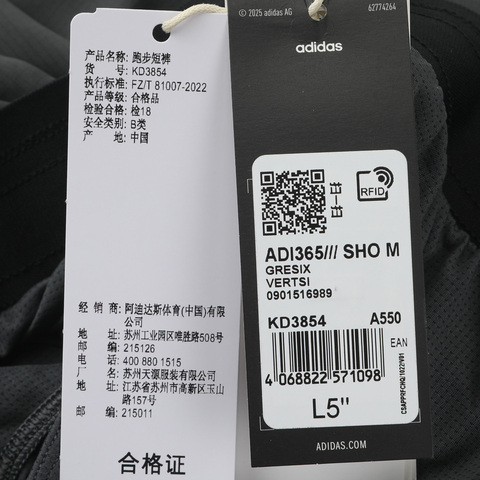 产品名称: 跑步短裤
货 号: KD3854
执行标准: FZ/T 81007-2022
产品等级: 合格品
检验合格: 检18
安全类别: B类
产 地: 中国
经 销 商: 阿迪达斯体育(中国)有限
公司
地 址: 苏州工业园区唯胜路508号
邮 编: 215126
电 话: 400 880 1515
厂 名: 苏州天源服装有限公司
地 址: 江苏省苏州市高新区玉山
路157号
邮 编: 215011
合格证
© 2025 adidas AG
62774264
adidas
RFID
ADI365/// SHO M
GRESIX
VERTSI
0901516989
KD3854 A550
EAN
4 068822 571098
L5"
ADIDAS.COM